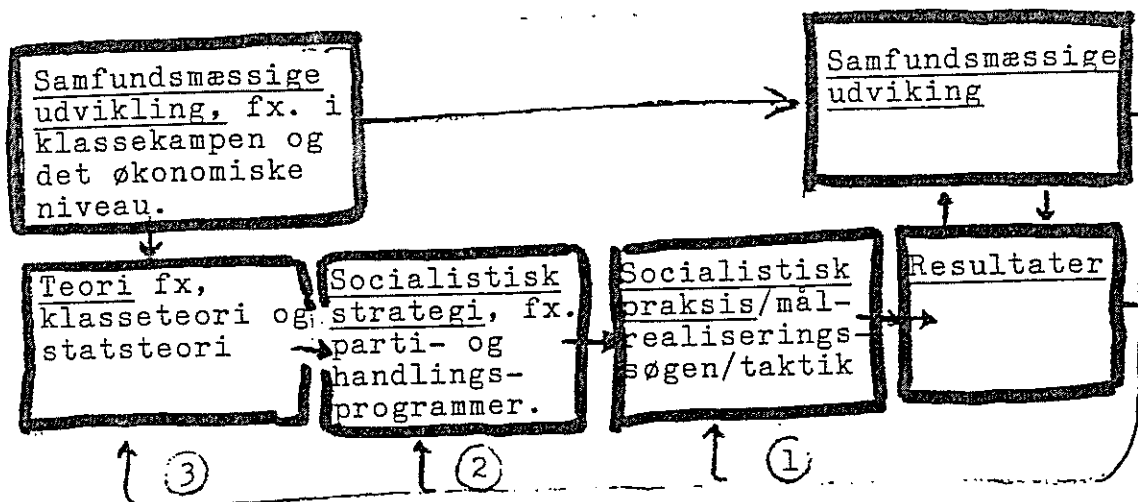 Samfundsmæssige
udvikling, fx. i
klassekampen og
det økonomiske
niveau.
Samfundsmæssige
udviking
Teori fx,
klasseteori og
statsteori
Socialistisk
strategi, fx.
parti- og
handlings-
programmer.
Socialistisk
praksis/mål-
realiserings-
søgen/taktik
Resultater
3
2
1